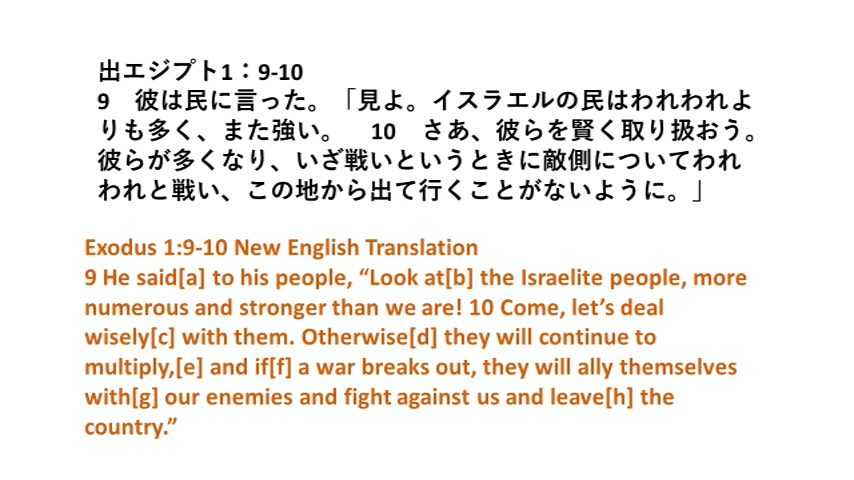 出エジプト1：9-10
9　彼は民に言った。「見よ。イスラエルの民はわれわれよ
りも多く、また強い。　10　さあ、彼らを賢く取り扱おう。
彼らが多くなり、いざ戦いというときに敵側についてわれ
われと戦い、この地から出て行くことがないように。」
Exodus 1:9-10 New English Translation
9 He said[a] to his people, “Look at[b] the Israelite people, more
numerous and stronger than we are! 10 Come, let’s deal
wisely[c] with them. Otherwise[d] they will continue to
multiply,[e] and if[f] a war breaks out, they will ally themselves
with[g] our enemies and fight against us and leave[h] the
country.”